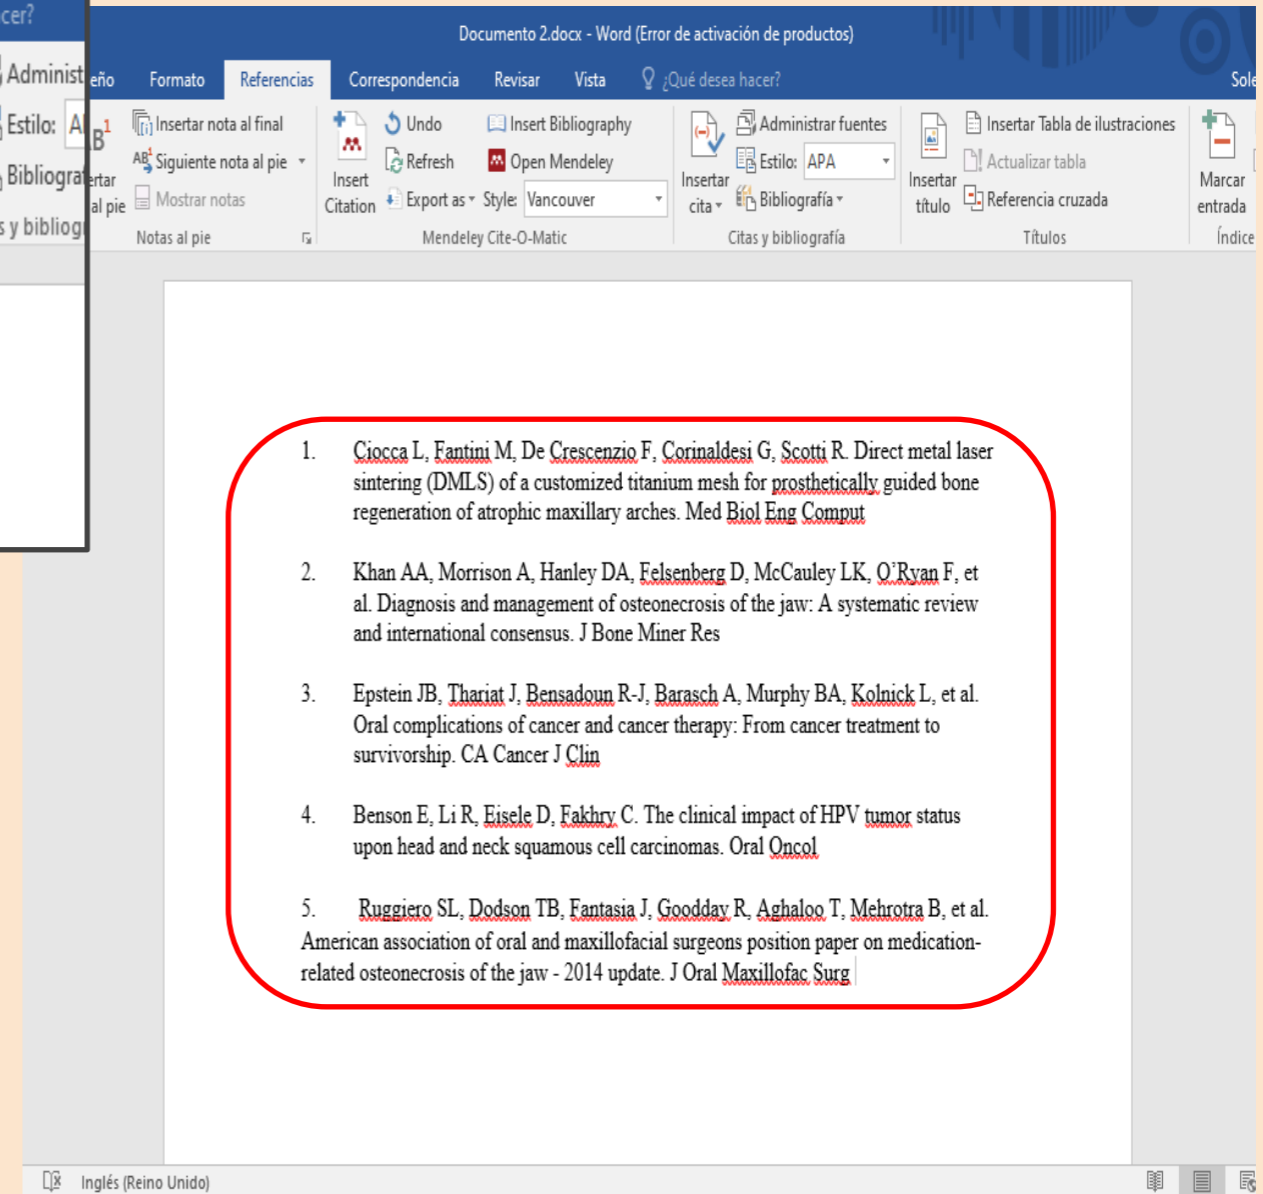 cer?
Administ
Estilo:
Bibliograf
s y bibliog
Documento 2.docx - Word (Error de activación de productos)
eño Formato Referencias Correspondencia Revisar Vista ¿Qué desea hacer? Sole
Insertar nota al final
AB1 Siguiente nota al pie
Mostrar notas
ertar
al pie
Notas al pie
Insert
Citation
Undo
Refresh
Export as
Insert Bibliography
Open Mendeley
Style: Vancouver
Mendeley Cite-O-Matic
Insertar
cita
Administrar fuentes
Estilo: APA
Bibliografía
Citas y bibliografía
Insertar
título
Insertar Tabla de ilustraciones
Actualizar tabla
Referencia cruzada
Títulos
Marcar
entrada
Índice
1. Ciocca L, Fantini M, De Crescenzio F, Corinaldesi G, Scotti R. Direct metal laser
sintering (DMLS) of a customized titanium mesh for prosthetically guided bone
regeneration of atrophic maxillary arches. Med Biol Eng Comput
2. Khan AA, Morrison A, Hanley DA, Felsenberg D, McCauley LK, O’Ryan F, et
al. Diagnosis and management of osteonecrosis of the jaw: A systematic review
and international consensus. J Bone Miner Res
3. Epstein JB, Thariat J, Bensadoun R-J, Barasch A, Murphy BA, Kolnick L, et al.
Oral complications of cancer and cancer therapy: From cancer treatment to
survivorship. CA Cancer J Clin
4. Benson E, Li R, Eisele D, Fakhry C. The clinical impact of HPV tumor status
upon head and neck squamous cell carcinomas. Oral Oncol
5. Ruggiero SL, Dodson TB, Fantasia J, Goodday R, Aghaloo T, Mehrotra B, et al.
American association of oral and maxillofacial surgeons position paper on medication-
related osteonecrosis of the jaw - 2014 update. J Oral Maxillofac Surg
Inglés (Reino Unido)